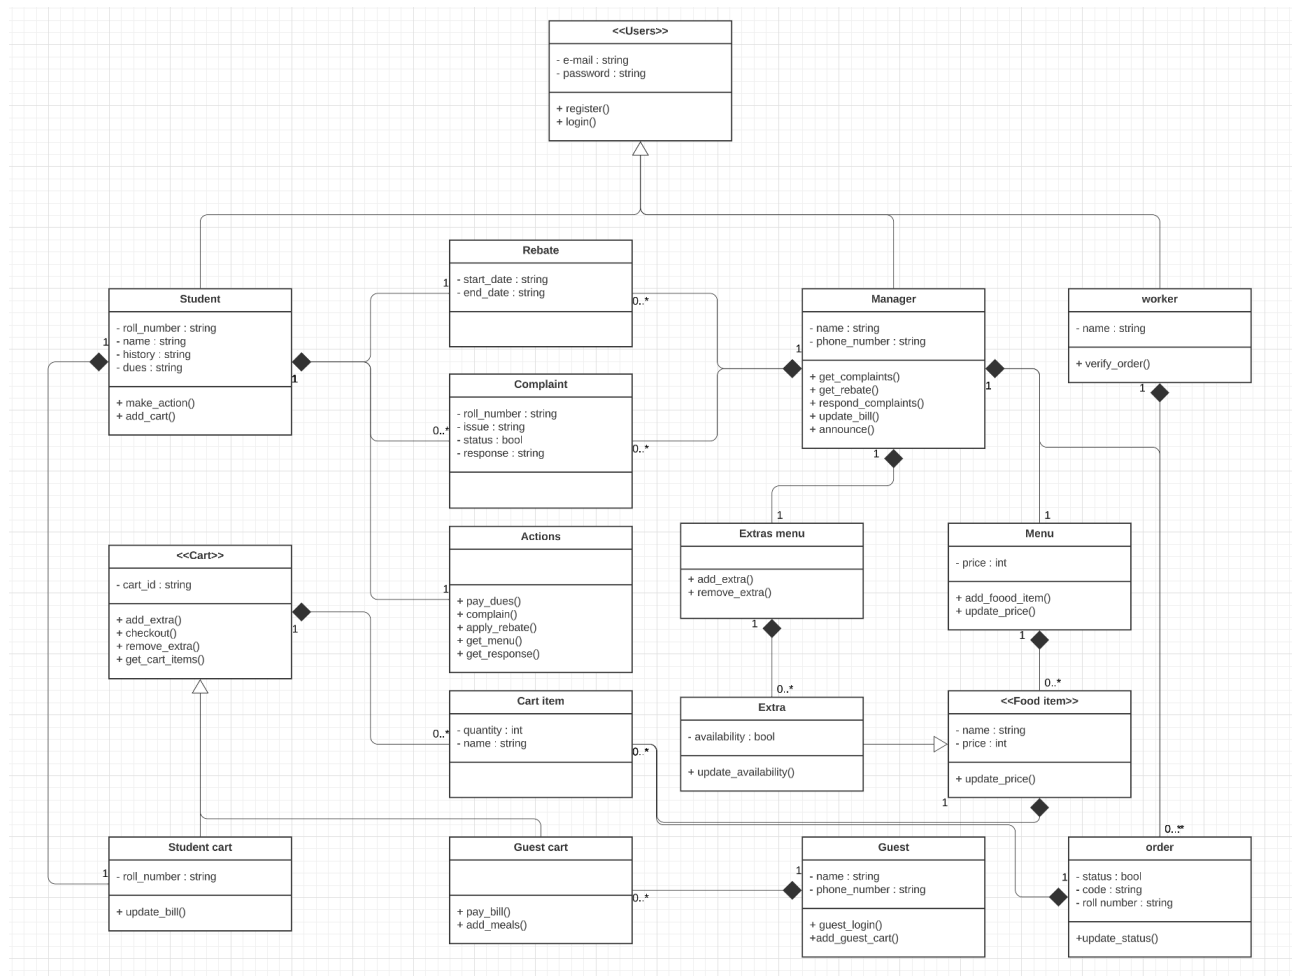 <<Users>>
- e-mail : string
- password : string
+ register()
+ login()
Rebate
- start_date : string
- end_date : string
1
0..*
Student
- roll_number : string
- name : string
- history : string
- dues : string
+ make_action()
+ add_cart()
1
1
Manager
- name : string
- phone_number : string
+ get_complaints()
+ get_rebate()
+ respond_complaints()
+ update_bill()
+ announce()
1
1
1
worker
- name : string
+ verify_order()
1
Complaint
- roll_number : string
- issue : string
- status : bool
- response : string
0..*
0..*
Actions
+ pay_dues()
+ complain()
+ apply_rebate()
+ get_menu()
+ get_response()
1
<<Cart>>
- cart_id : string
+ add_extra()
+ checkout()
+ remove_extra()
+ get_cart_items()
1
1
Extras menu
+ add_extra()
+ remove_extra()
1
1
Menu
- price : int
+ add_foood_item()
+ update_price()
1
Cart item
- quantity : int
- name : string
0..*
0..*
0..*
Extra
- availability : bool
+ update_availability()
0..*
<<Food item>>
- name : string
- price : int
+ update_price()
1
Student cart
- roll_number : string
+ update_bill()
1
Guest cart
+ pay_bill()
+ add_meals()
0..*
Guest
- name : string
- phone_number : string
+ guest_login()
+add_guest_cart()
1
0..*
order
- status : bool
- code : string
- roll number : string
+update_status()
1